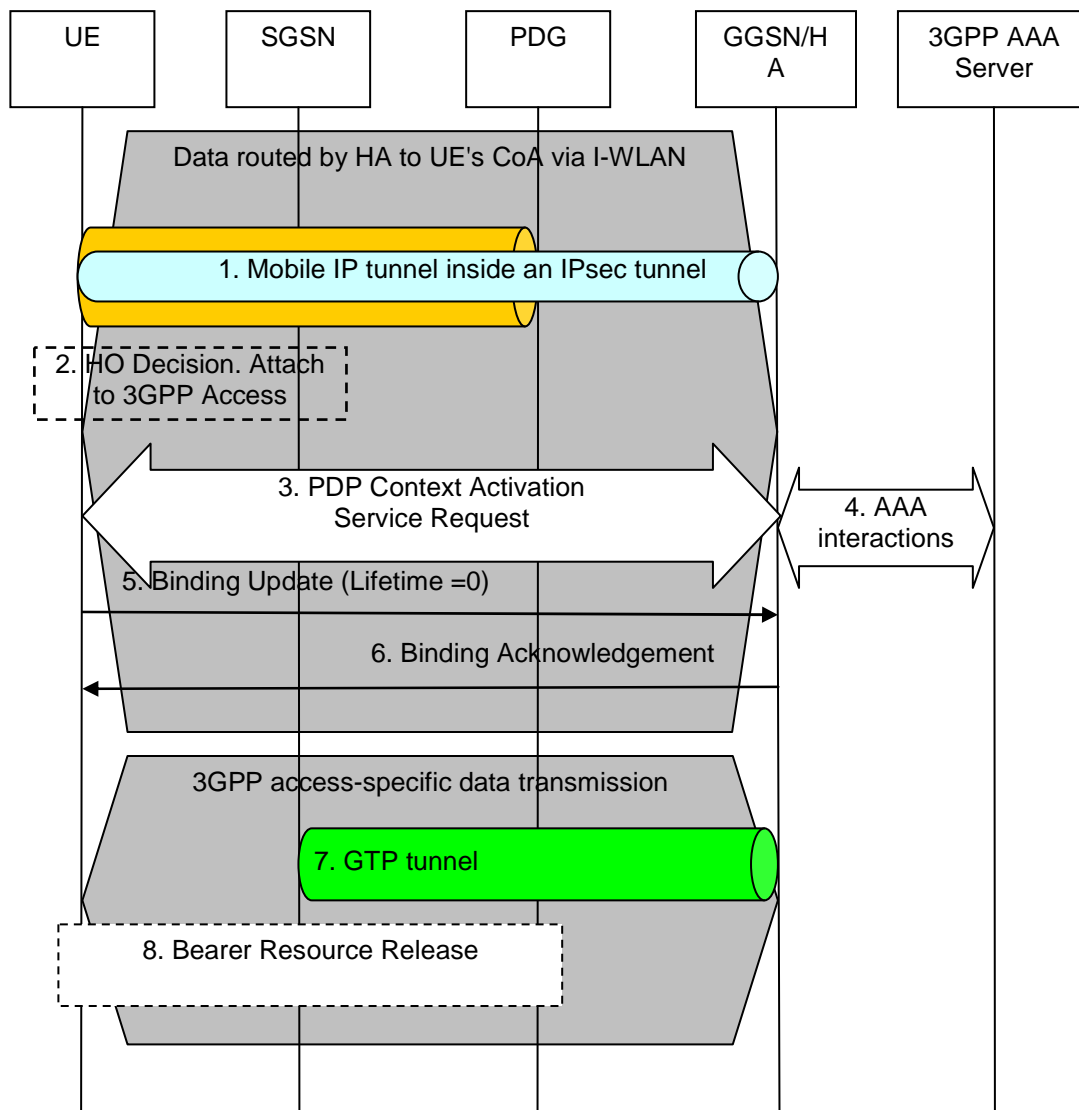 UE
SGSN
PDG
GGSN/H
A
3GPP AAA
Server
Data routed by HA to UE's CoA via I-WLAN
1. Mobile IP tunnel inside an IPsec tunnel
2. HO Decision. Attach
to 3GPP Access
3. PDP Context Activation
Service Request
4. AAA
interactions
5. Binding Update (Lifetime =0)
6. Binding Acknowledgement
3GPP access-specific data transmission
7. GTP tunnel
8. Bearer Resource Release